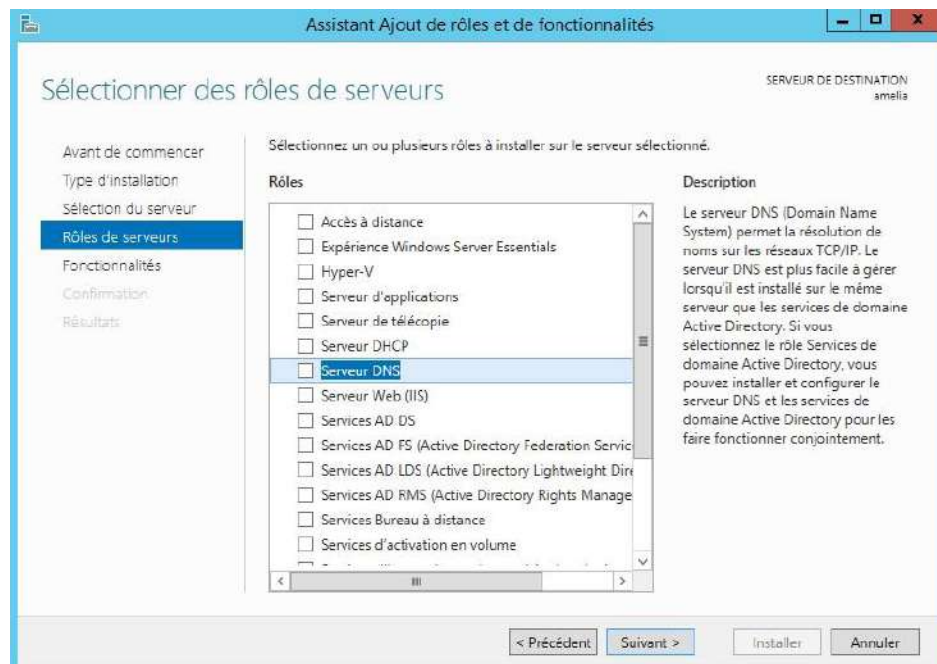 Assistant Ajout de rôles et de fonctionnalités
Sélectionner des rôles de serveurs
SERVEUR DE DESTINATION
amelia
Avant de commencer
Type d'installation
Sélection du serveur
Rôles de serveurs
Fonctionnalités
Confirmation
Résultats
Sélectionnez un ou plusieurs rôles à installer sur le serveur sélectionné.
Rôles
Accès à distance
Expérience Windows Server Essentials
Hyper-V
Serveur d'applications
Serveur de télécopie
Serveur DHCP
Serveur DNS
Serveur Web (IIS)
Services AD DS
Services AD FS (Active Directory Federation Servic
Services AD LDS (Active Directory Lightweight Dire
Services AD RMS (Active Directory Rights Manage
Services Bureau à distance
Services d'activation en volume
Description
Le serveur DNS (Domain Name
System) permet la résolution de
noms sur les réseaux TCP/IP. Le
serveur DNS est plus facile à gérer
lorsqu'il est installé sur le même
serveur que les services de domaine
Active Directory. Si vous
sélectionnez le rôle Services de
domaine Active Directory, vous
pouvez installer et configurer le
serveur DNS et les services de
domaine Active Directory pour les
faire fonctionner conjointement.
< Précédent
Suivant >
Installer
Annuler